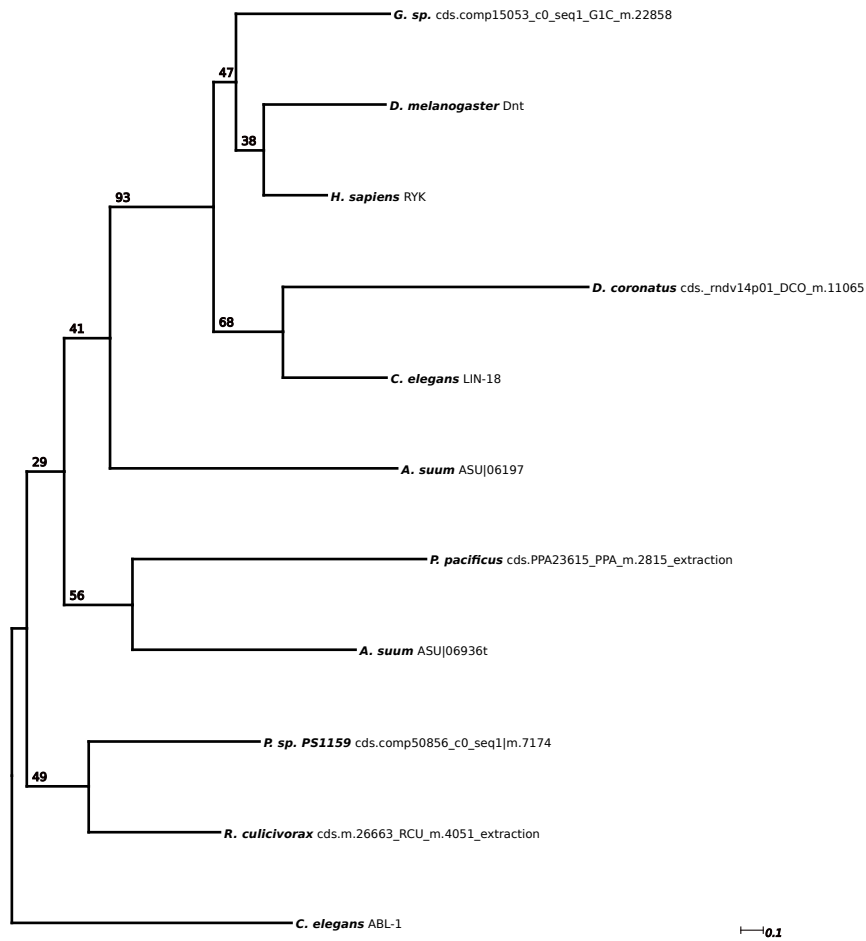 G. sp. cds.comp15053_c0_seq1_G1C_m.22858
47
D. melanogaster Dnt
38
H. sapiens RYK
93
D. coronatus cds._rndv14p01_DCO_m.11065
68
41
C. elegans LIN-18
29
A. suum ASU|06197
P. pacificus cds.PPA23615_PPA_m.2815_extraction
56
A. suum ASU|06936t
P. sp. PS1159 cds.comp50856_c0_seq1|m.7174
49
R. culicivorax cds.m.26663_RCU_m.4051_extraction
C. elegans ABL-1
0.1